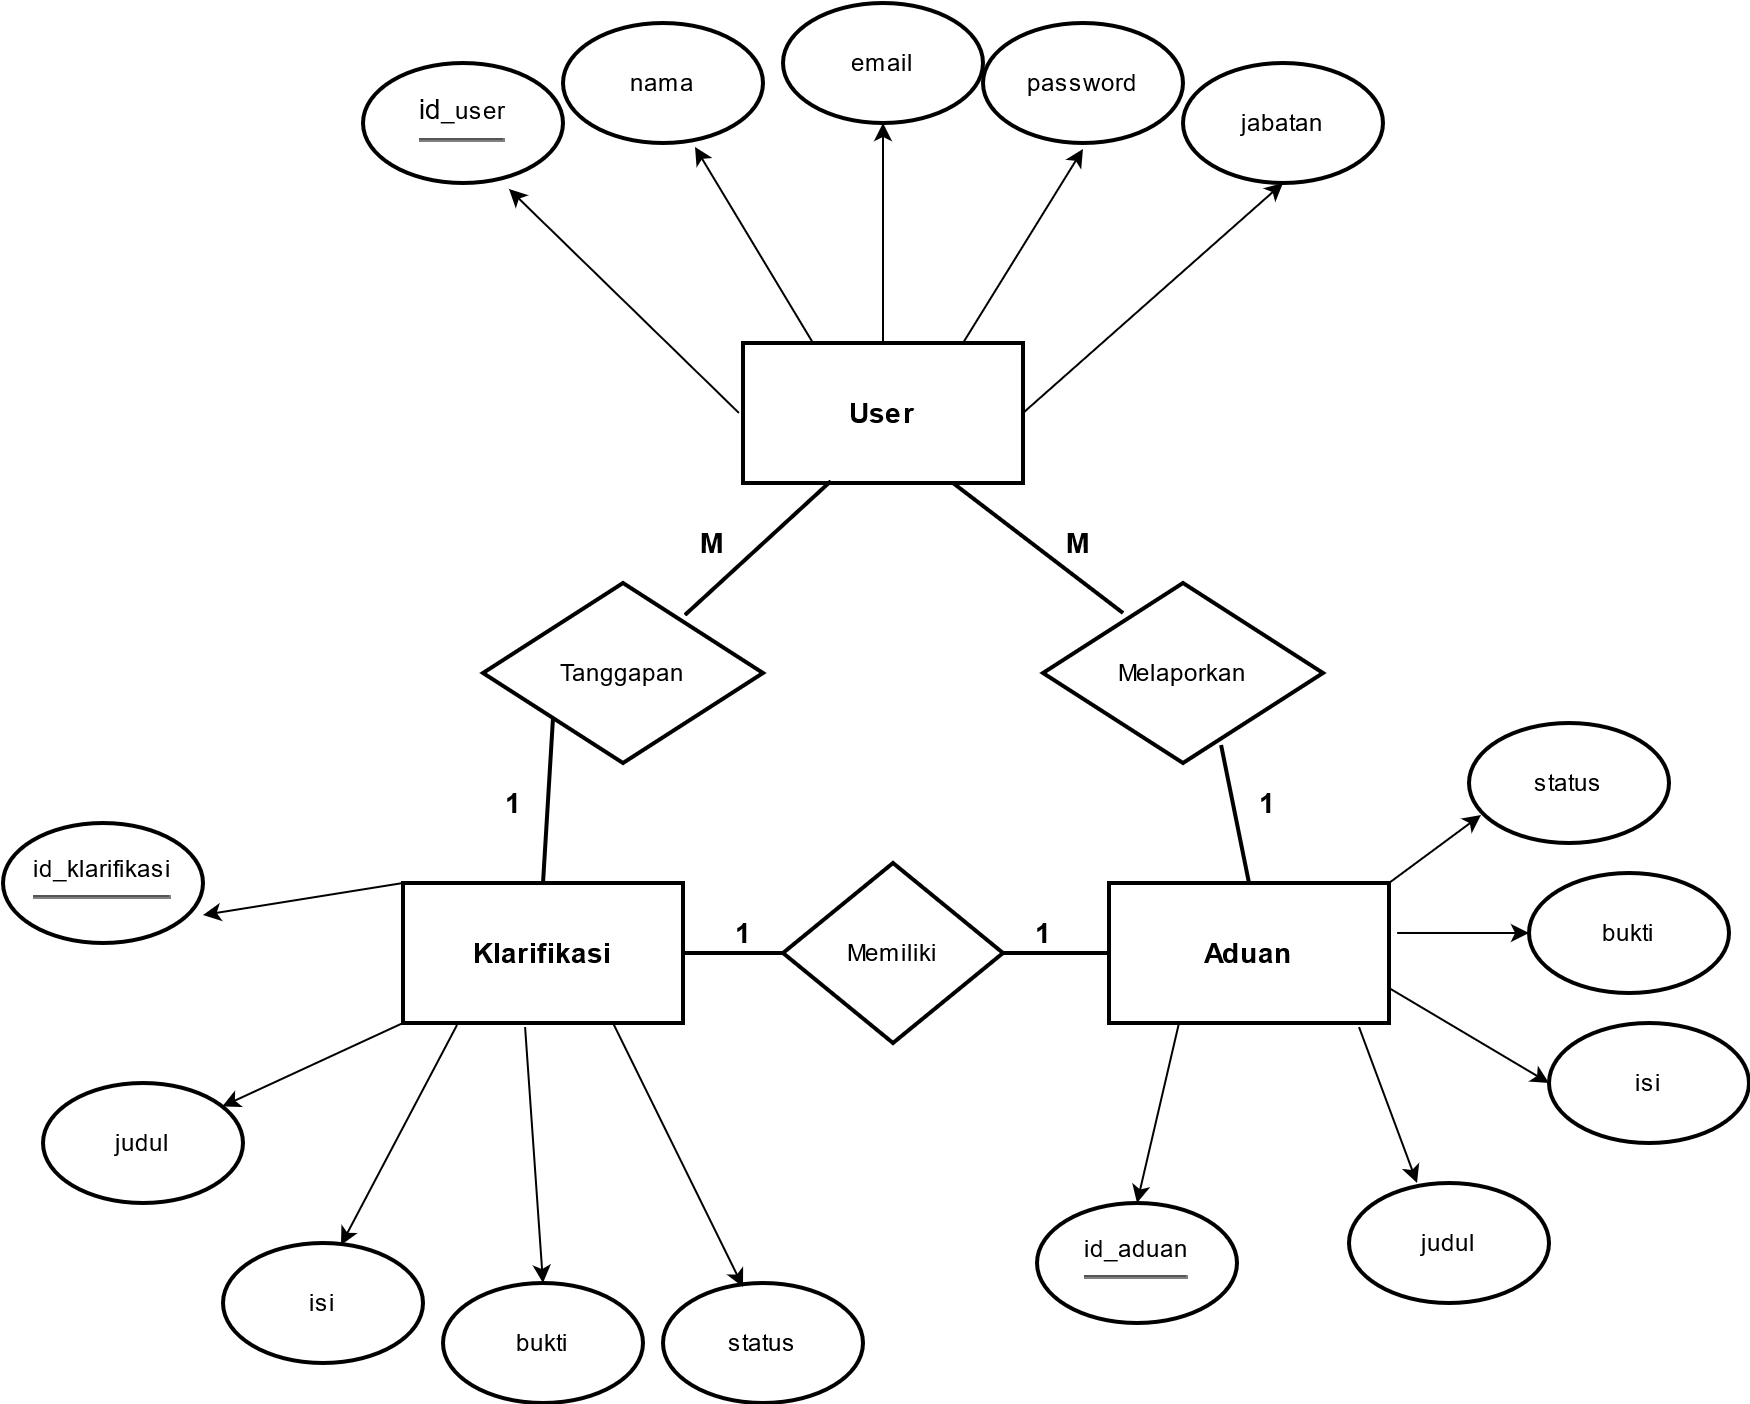 email
nama
password
id_user
jabatan
User
M
M
Tanggapan
Melaporkan
status
1
1
id_klarifikasi
bukti
Klarifikasi
1
Memiliki
1
Aduan
isi
judul
id_aduan
judul
isi
bukti
status